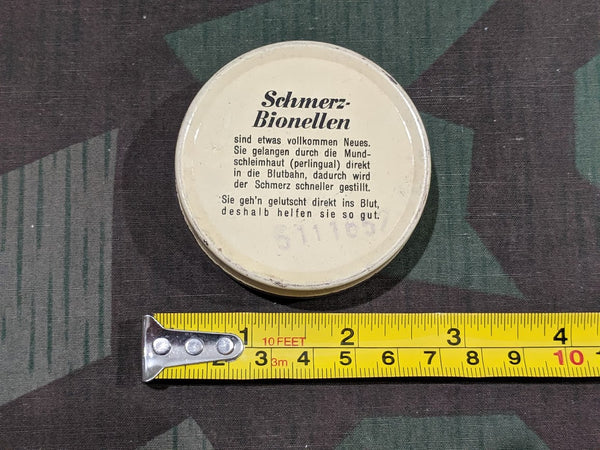 Schmerz-
Bionellen
sind etwas vollkommen Neues.
Sie gelangen durch die Mund-
schleimhaut (perlingual) direkt
in die Blutbahn, dadurch wird
der Schmerz schneller gestillt.
Sie geh'n gelutscht direkt ins Blut,
deshalb helfen sie so gut.
1 2 3 4
10 FEET
3m 3 4 5 6 7 8 9 10